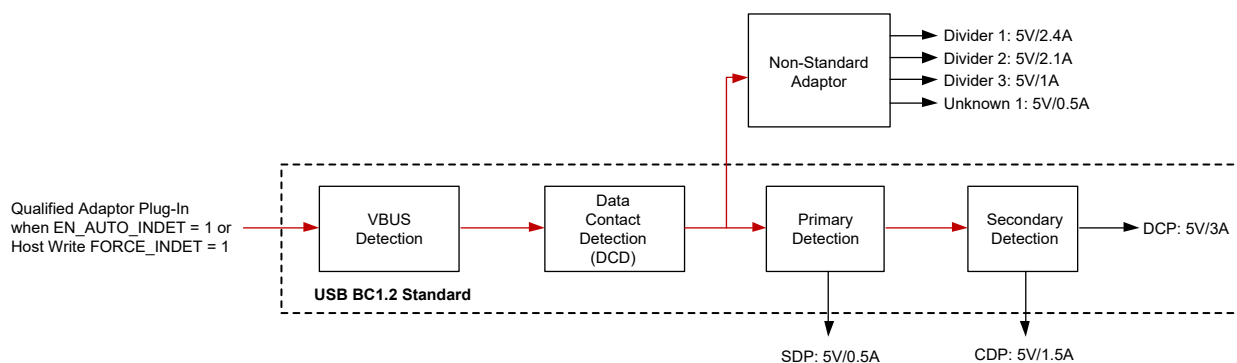 Non-Standard
Adaptor
Divider 1: 5V/2.4A
Divider 2: 5V/2.1A
Divider 3: 5V/1A
Unknown 1: 5V/0.5A
Qualified Adaptor Plug-In
when EN_AUTO_INDET = 1 or
Host Write FORCE_INDET = 1
VBUS
Detection
Data
Contact
Detection
(DCD)
Primary
Detection
Secondary
Detection
DCP: 5V/3A
USB BC1.2 Standard
SDP: 5V/0.5A
CDP: 5V/1.5A